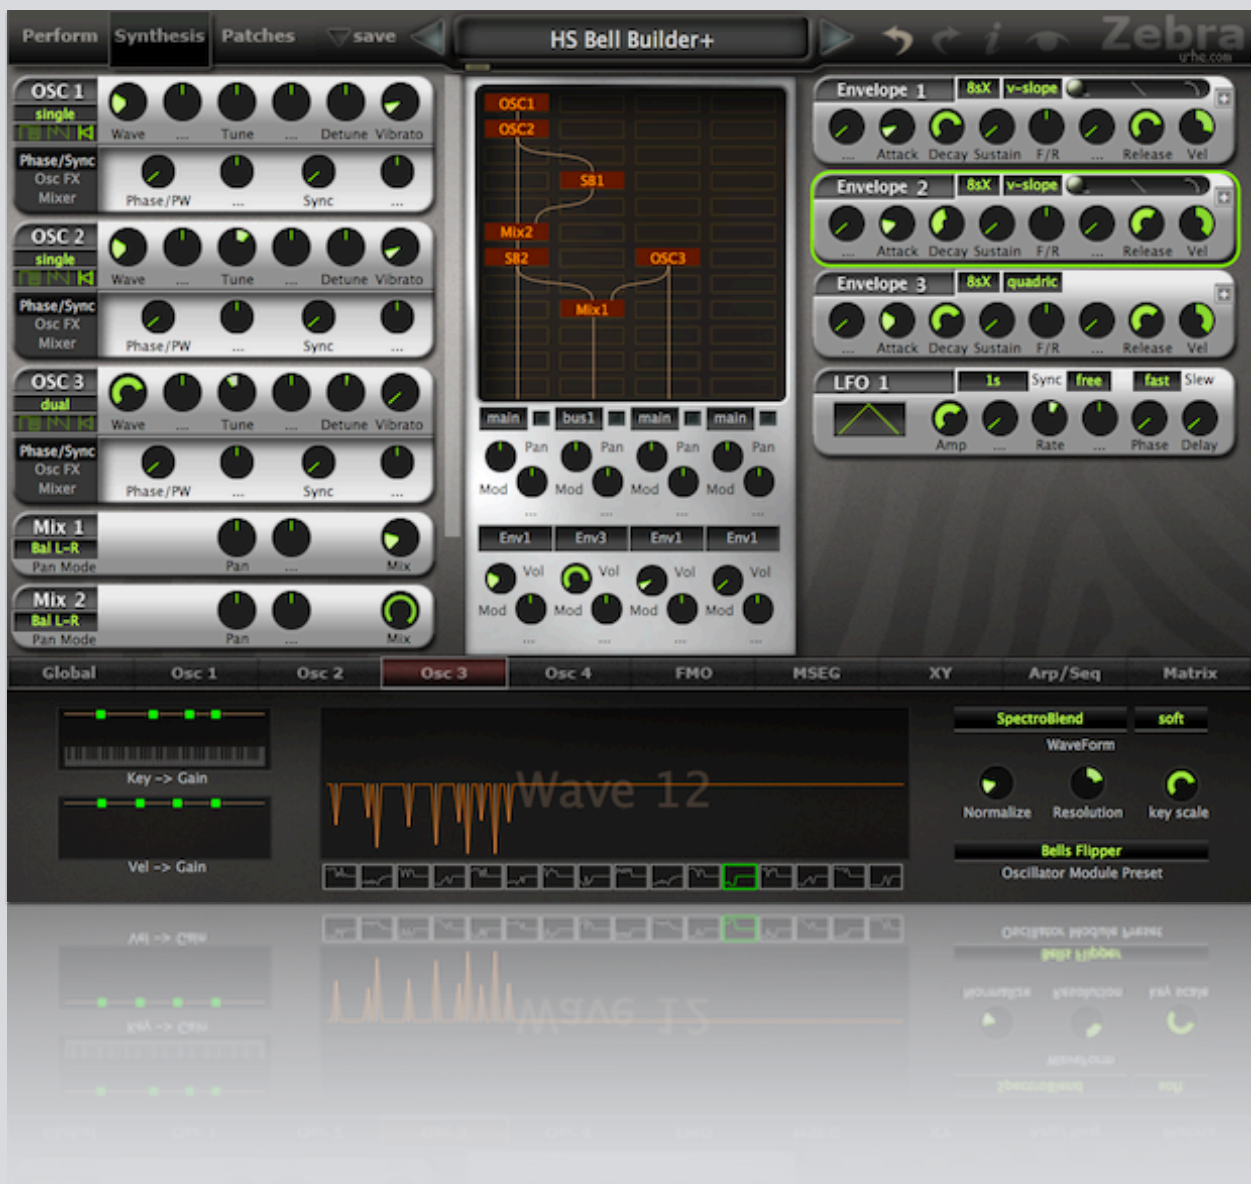 Perform Synthesis Patches save HS Bell Builder+ Zebra
u-he.com
OSC 1
single
Wave ... Tune ... Detune Vibrato
Phase/Sync
Osc FX
Mixer
Phase/PW ... Sync ...
OSC 2
single
Wave ... Tune ... Detune Vibrato
Phase/Sync
Osc FX
Mixer
Phase/PW ... Sync ...
OSC 3
dual
Wave ... Tune ... Detune Vibrato
Phase/Sync
Osc FX
Mixer
Phase/PW ... Sync ...
Mix 1
Bal L-R
Pan Mode Pan ... Mix
Mix 2
Bal L-R
Pan Mode Pan ... Mix
OSC1
OSC2
SB1
Mix2
SB2 OSC3
Mix1
main bus1 main main
Pan Pan Pan Pan
Mod Mod Mod Mod
... ... ... ...
Env1 Env3 Env1 Env1
Vol Vol Vol Vol
Mod Mod Mod Mod
... ... ... ...
Envelope 1 8sX v-slope
... Attack Decay Sustain F/R ... Release Vel
Envelope 2 8sX v-slope
... Attack Decay Sustain F/R ... Release Vel
Envelope 3 8sX quadric
... Attack Decay Sustain F/R ... Release Vel
LFO 1 1s Sync free fast Slew
Amp ... Rate ... Phase Delay
Global Osc 1 Osc 2 Osc 3 Osc 4 FMO MSEG XY Arp/Seq Matrix
Key -> Gain
Vel -> Gain
Wave 12
SpectroBlend soft
WaveForm
Normalize Resolution key scale
Bells Flipper
Oscillator Module Preset